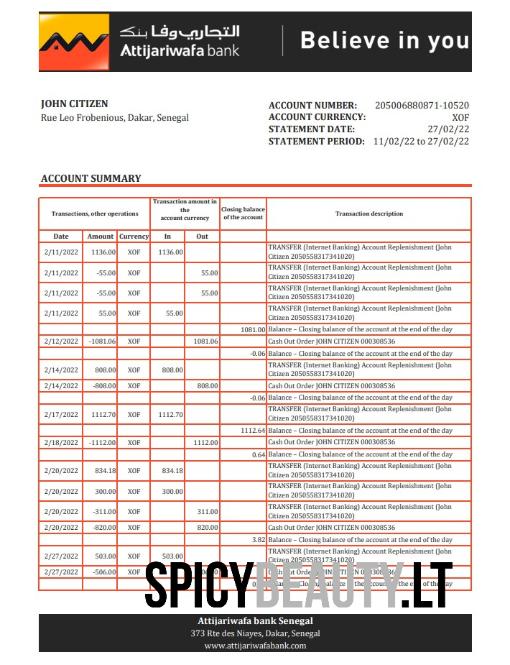 التجاري وفا بنك
Attijariwafa bank
Believe in you
JOHN CITIZEN
Rue Leo Frobenious, Dakar, Senegal
ACCOUNT NUMBER: 205006880871-10520
ACCOUNT CURRENCY: XOF
STATEMENT DATE: 27/02/22
STATEMENT PERIOD: 11/02/22 to 27/02/22
ACCOUNT SUMMARY
Transactions, other operations Transaction amount in the account currency Closing balance of the account Transaction description
Date Amount Currency In Out
2/11/2022 1136.00 XOF 1136.00 TRANSFER (Internet Banking) Account Replenishment (John
Citizen 2050558317341020)
2/11/2022 -55.00 XOF 55.00 TRANSFER (Internet Banking) Account Replenishment (John
Citizen 2050558317341020)
2/11/2022 -55.00 XOF 55.00 TRANSFER (Internet Banking) Account Replenishment (John
Citizen 2050558317341020)
2/11/2022 55.00 XOF 55.00 TRANSFER (Internet Banking) Account Replenishment (John
Citizen 2050558317341020)
1081.00 Balance – Closing balance of the account at the end of the day
2/12/2022 -1081.06 XOF 1081.06 Cash Out Order JOHN CITIZEN 000308536
-0.06 Balance – Closing balance of the account at the end of the day
2/14/2022 808.00 XOF 808.00 TRANSFER (Internet Banking) Account Replenishment (John
Citizen 2050558317341020)
2/14/2022 -808.00 XOF 808.00 Cash Out Order JOHN CITIZEN 000308536
-0.06 Balance – Closing balance of the account at the end of the day
2/17/2022 1112.70 XOF 1112.70 TRANSFER (Internet Banking) Account Replenishment (John
Citizen 2050558317341020)
1112.64 Balance – Closing balance of the account at the end of the day
2/18/2022 -1112.00 XOF 1112.00 Cash Out Order JOHN CITIZEN 000308536
0.64 Balance – Closing balance of the account at the end of the day
2/20/2022 834.18 XOF 834.18 TRANSFER (Internet Banking) Account Replenishment (John
Citizen 2050558317341020)
2/20/2022 300.00 XOF 300.00 TRANSFER (Internet Banking) Account Replenishment (John
Citizen 2050558317341020)
2/20/2022 -311.00 XOF 311.00 TRANSFER (Internet Banking) Account Replenishment (John
Citizen 2050558317341020)
2/20/2022 -820.00 XOF 820.00 Cash Out Order JOHN CITIZEN 000308536
3.82 Balance – Closing balance of the account at the end of the day
2/27/2022 503.00 XOF 503.00 TRANSFER (Internet Banking) Account Replenishment (John
Citizen 2050558317341020)
2/27/2022 -506.00 XOF Cash Out Order
the day
SPICYBEAUTY.LT
Attijariwafa bank Senegal
373 Rte des Niayes, Dakar, Senegal
www.attijariwafabank.com